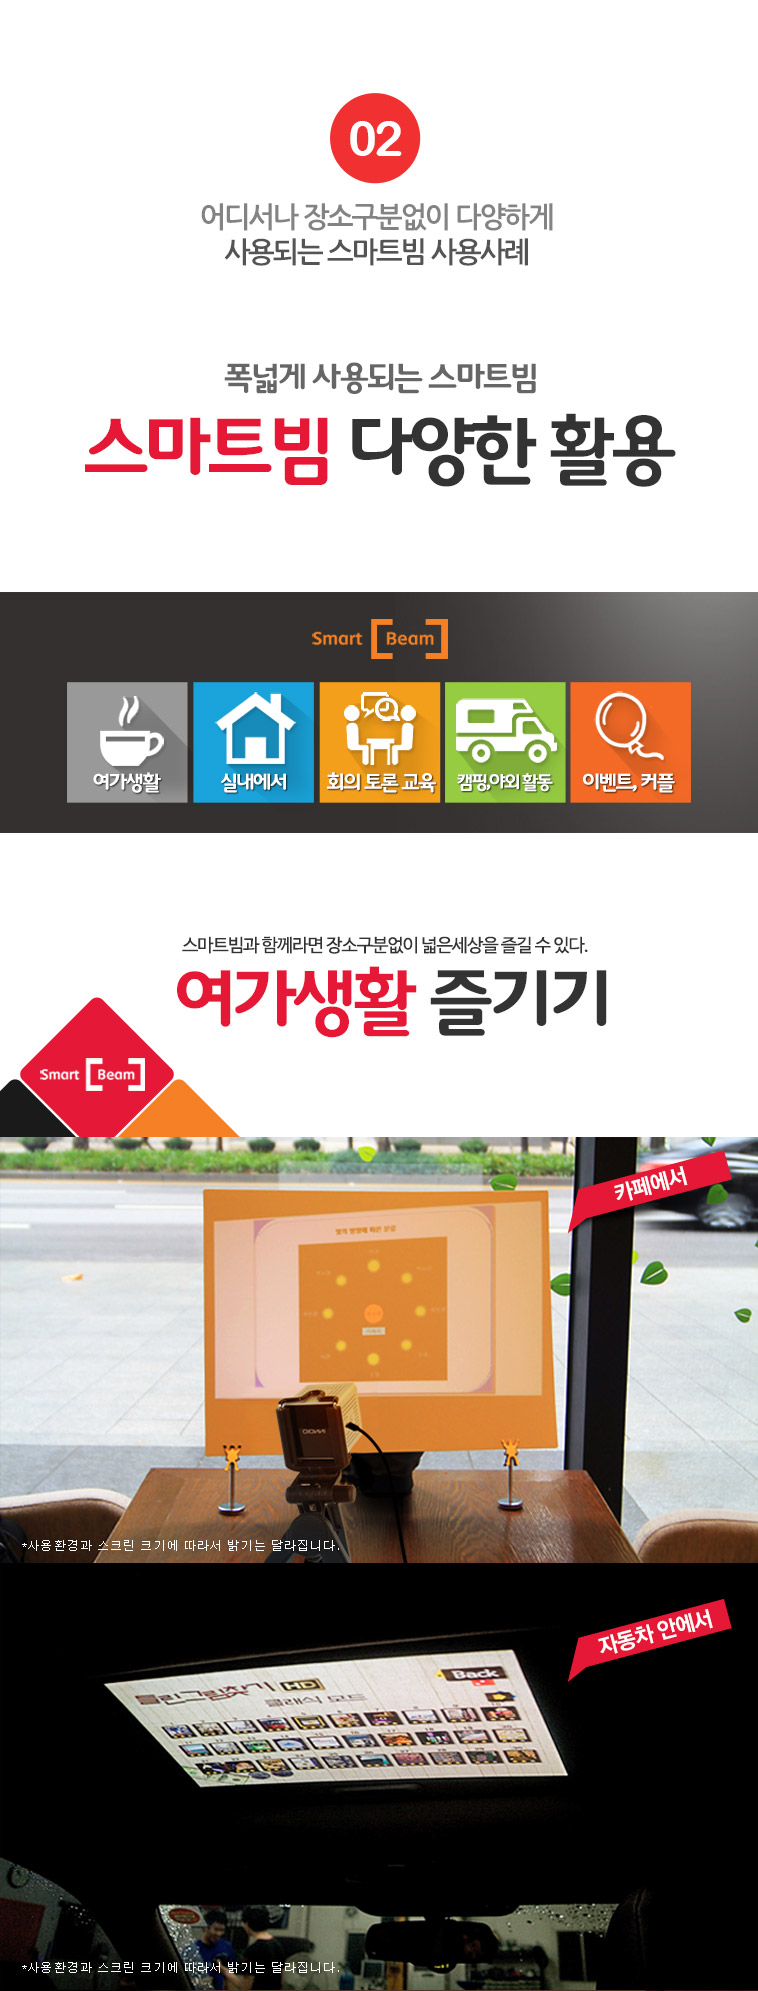 02
어디서나 장소구분없이 다양하게
사용되는 스마트빔 사용사례
폭넓게 사용되는 스마트빔
스마트빔 다양한 활용
Smart [Beam]
여가생활
실내에서
회의 토론 교육
캠핑,야외 활동
이벤트, 커플
스마트빔과 함께라면 장소구분없이 넓은세상을 즐길 수 있다.
여가생활 즐기기
Smart [Beam]
카페에서
*사용환경과 스크린 크기에 따라서 밝기는 달라집니다.
자동차 안에서
Back
틀린그림찾기 HD
클래식 모드
*사용환경과 스크린 크기에 따라서 밝기는 달라집니다.